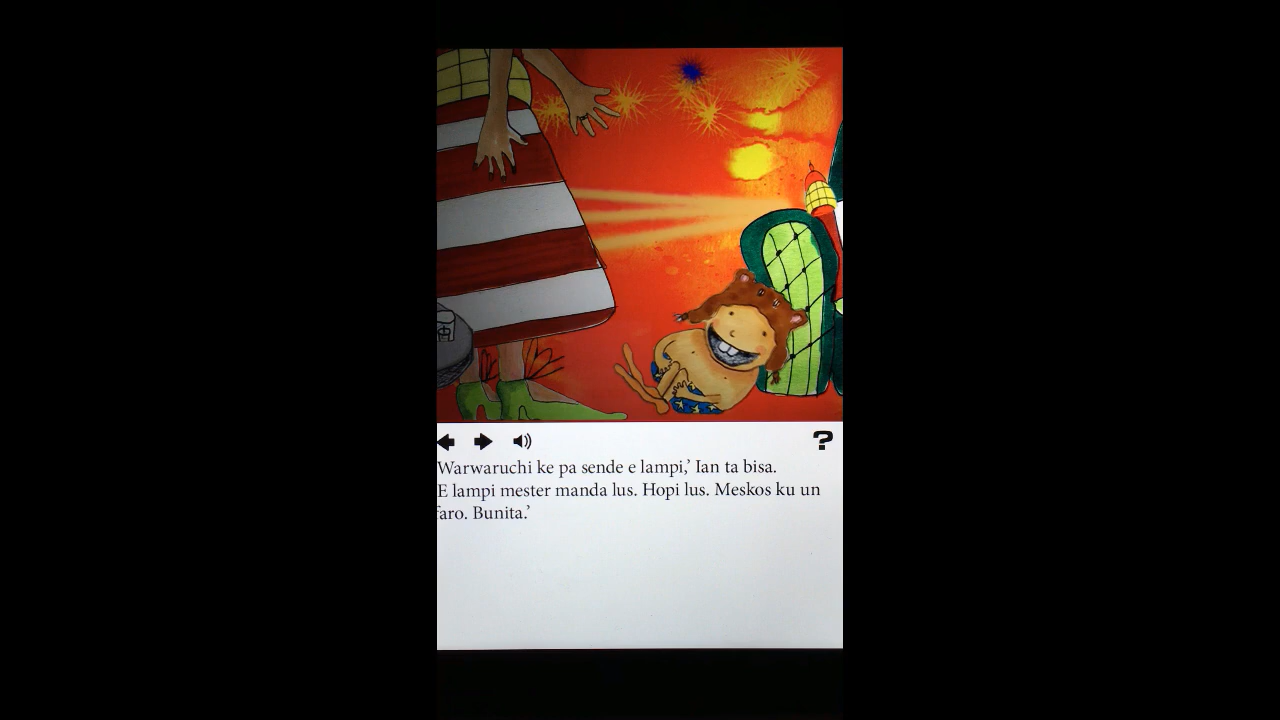 Warwaruchi ke pa sende e lampi,’ Ian ta bisa.
E lampi mester manda lus. Hopi lus. Meskos ku un
faro. Bunita.’